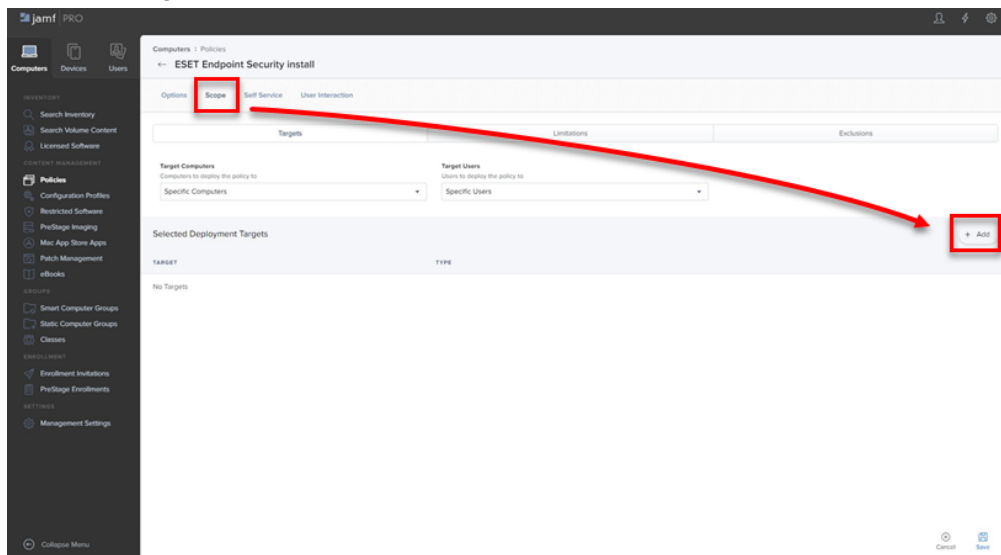 jamf PRO
Computers
Devices
Users
Computers : Policies
← ESET Endpoint Security install
Options
Scope
Self Service
User Interaction
INVENTORY
Search Inventory
Search Volume Content
Licensed Software
CONTENT MANAGEMENT
Policies
Configuration Profiles
Restricted Software
PreStage Imaging
Mac App Store Apps
Patch Management
eBooks
GROUPS
Smart Computer Groups
Static Computer Groups
Classes
ENROLLMENT
Enrollment Invitations
PreStage Enrollments
SETTINGS
Management Settings
Collapse Menu
Targets
Limitations
Exclusions
Target Computers
Computers to deploy the policy to
Specific Computers
Target Users
Users to deploy the policy to
Specific Users
Selected Deployment Targets
+ Add
TARGET
TYPE
No Targets
Cancel
Save